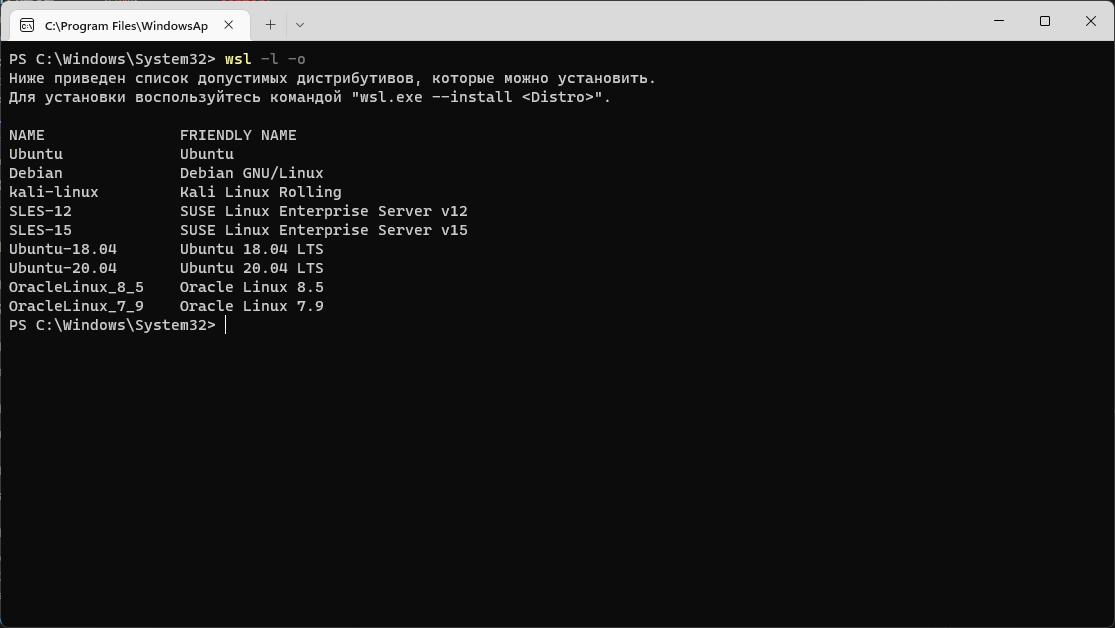 C:\Program Files\WindowsAp
PS C:\Windows\System32> wsl -l -o
Ниже приведен список допустимых дистрибутивов, которые можно установить.
Для установки воспользуйтесь командой "wsl.exe --install <Distro>".
NAME FRIENDLY NAME
Ubuntu Ubuntu
Debian Debian GNU/Linux
kali-linux Kali Linux Rolling
SLES-12 SUSE Linux Enterprise Server v12
SLES-15 SUSE Linux Enterprise Server v15
Ubuntu-18.04 Ubuntu 18.04 LTS
Ubuntu-20.04 Ubuntu 20.04 LTS
OracleLinux_8_5 Oracle Linux 8.5
OracleLinux_7_9 Oracle Linux 7.9
PS C:\Windows\System32>